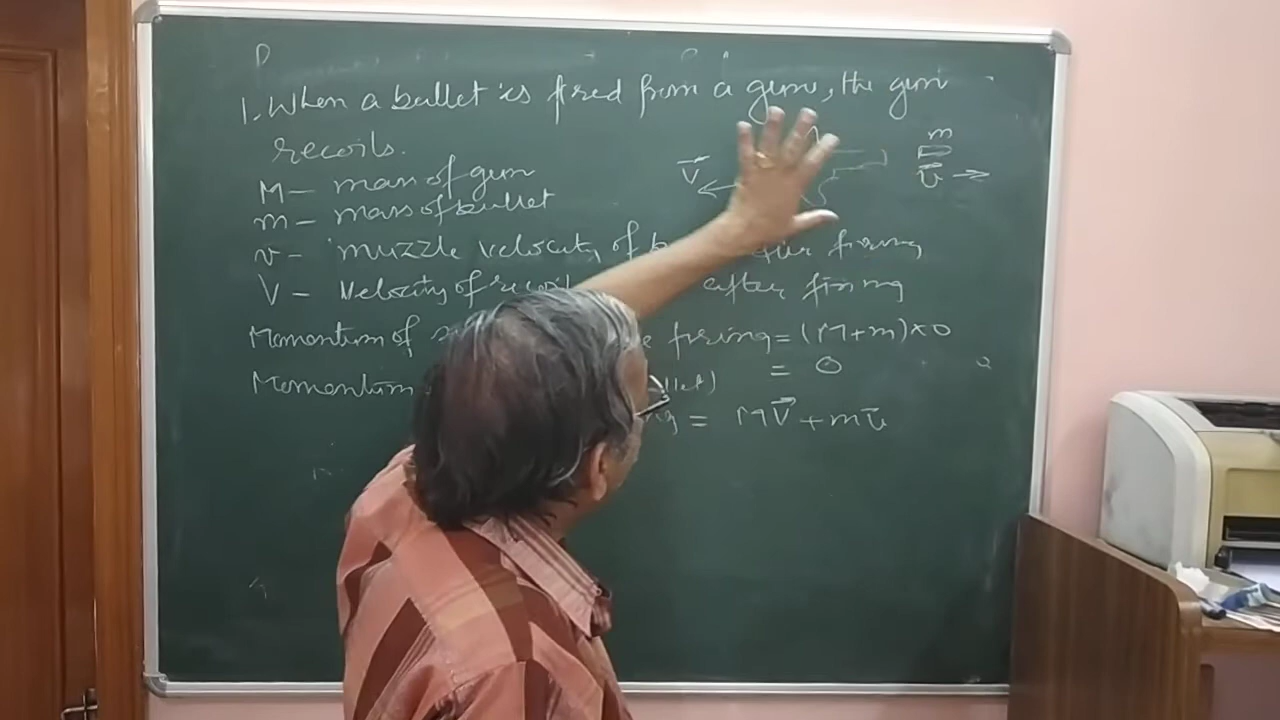 1. When a bullet is fired from a gun, the gun
recoils.
m
V⃗
v⃗
M – mass of gun
m – mass of bullet
v – muzzle velocity of after firing
V – Velocity of recoil after firing
Momentum of firing = (M+m)×0
= 0
Momentum
= MV⃗ + mv⃗